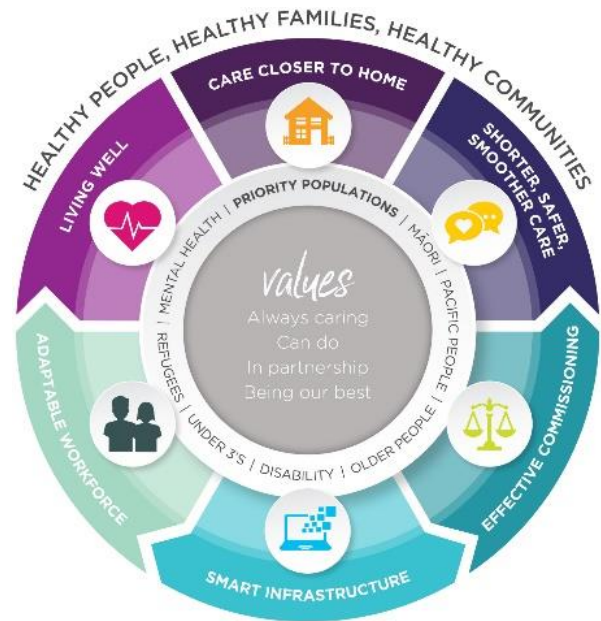 HEALTHY PEOPLE, HEALTHY FAMILIES, HEALTHY COMMUNITIES
CARE CLOSER TO HOME
SHORTER, SAFER,
SMOOTHER CARE
EFFECTIVE COMMISSIONING
SMART INFRASTRUCTURE
ADAPTABLE WORKFORCE
LIVING WELL
PRIORITY POPULATIONS | MĀORI | PACIFIC PEOPLE | OLDER PEOPLE | DISABILITY | UNDER 3'S | REFUGEES | MENTAL HEALTH |
values
Always caring
Can do
In partnership
Being our best